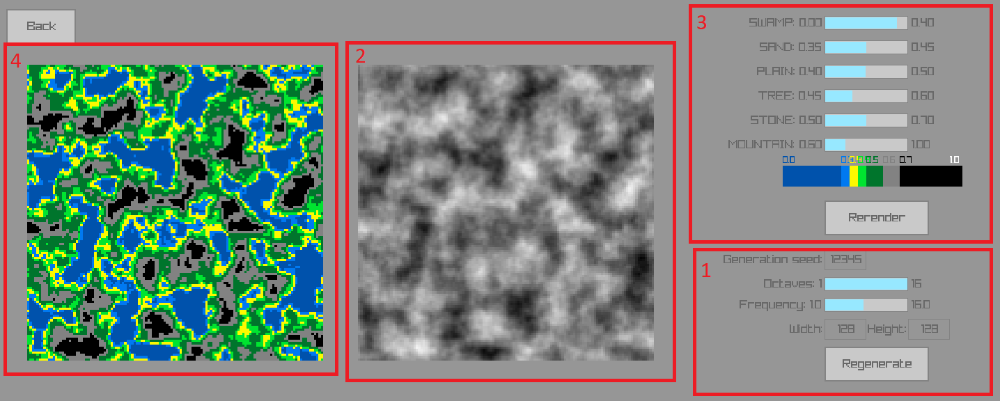 Back
4
2
3
SWAMP: 0.00 0.40
SAND: 0.35 0.45
PLAIN: 0.40 0.50
TREE: 0.45 0.60
STONE: 0.50 0.70
MOUNTAIN: 0.60 1.00
0.0 0.4 0.5 0.6 0.7 1.0
Rerender
1
Generation seed: 12345
Octaves: 1 16
Frequency: 1.0 16.0
Width: 128 Height: 128
Regenerate